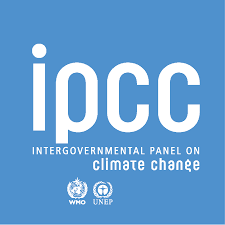 ipcc
INTERGOVERNMENTAL PANEL ON
climate change
WMO UNEP